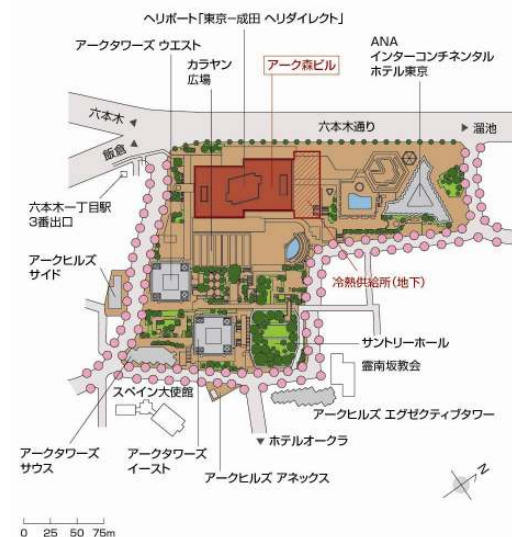 ヘリポート「東京ー成田 ヘリダイレクト」
アークタワーズ ウエスト
カラヤン
広場
アーク森ビル
ANA
インターコンチネンタル
ホテル東京
六本木
飯倉
六本木通り
溜池
六本木一丁目駅
3番出口
アークヒルズ
サイド
冷熱供給所(地下)
サントリーホール
霊南坂教会
スペイン大使館
アークヒルズ エグゼクティブタワー
ホテルオークラ
アークタワーズ
サウス
アークタワーズ
イースト
アークヒルズ アネックス
N
0 25 50 75m